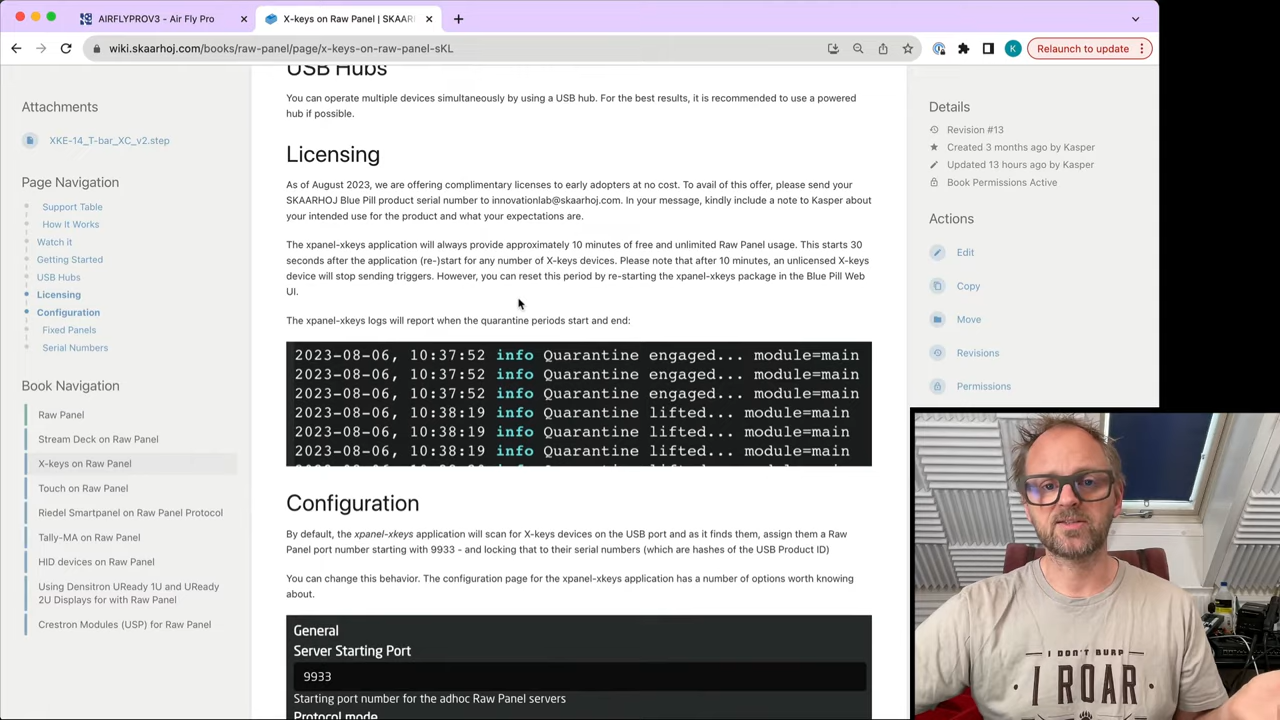 AIRFLYPROV3 - Air Fly Pro
X-keys on Raw Panel | SKAAR
wiki.skaarhoj.com/books/raw-panel/page/x-keys-on-raw-panel-sKL
K
Relaunch to update
Attachments
XKE-14_T-bar_XC_v2.step
Page Navigation
Support Table
How It Works
Watch it
Getting Started
USB Hubs
Licensing
Configuration
Fixed Panels
Serial Numbers
Book Navigation
Raw Panel
Stream Deck on Raw Panel
X-keys on Raw Panel
Touch on Raw Panel
Riedel Smartpanel on Raw Panel Protocol
Tally-MA on Raw Panel
HID devices on Raw Panel
Using Densitron UReady 1U and UReady
2U Displays for with Raw Panel
Crestron Modules (USP) for Raw Panel
USB Hubs
You can operate multiple devices simultaneously by using a USB hub. For the best results, it is recommended to use a powered
hub if possible.
Licensing
As of August 2023, we are offering complimentary licenses to early adopters at no cost. To avail of this offer, please send your
SKAARHOJ Blue Pill product serial number to innovationlab@skaarhoj.com. In your message, kindly include a note to Kasper about
your intended use for the product and what your expectations are.
The xpanel-xkeys application will always provide approximately 10 minutes of free and unlimited Raw Panel usage. This starts 30
seconds after the application (re-)start for any number of X-keys devices. Please note that after 10 minutes, an unlicensed X-keys
device will stop sending triggers. However, you can reset this period by re-starting the xpanel-xkeys package in the Blue Pill Web
UI.
The xpanel-xkeys logs will report when the quarantine periods start and end:
2023-08-06, 10:37:52 info Quarantine engaged... module=main
2023-08-06, 10:37:52 info Quarantine engaged... module=main
2023-08-06, 10:37:52 info Quarantine engaged... module=main
2023-08-06, 10:38:19 info Quarantine lifted... module=main
2023-08-06, 10:38:19 info Quarantine lifted... module=main
2023-08-06, 10:38:19 info Quarantine lifted... module=main
Configuration
By default, the xpanel-xkeys application will scan for X-keys devices on the USB port and as it finds them, assign them a Raw
Panel port number starting with 9933 - and locking that to their serial numbers (which are hashes of the USB Product ID)
You can change this behavior. The configuration page for the xpanel-xkeys application has a number of options worth knowing
about.
General
Server Starting Port
9933
Starting port number for the adhoc Raw Panel servers
Protocol mode
Details
Revision #13
Created 3 months ago by Kasper
Updated 13 hours ago by Kasper
Book Permissions Active
Actions
Edit
Copy
Move
Revisions
Permissions
I DON'T BURP
I ROAR